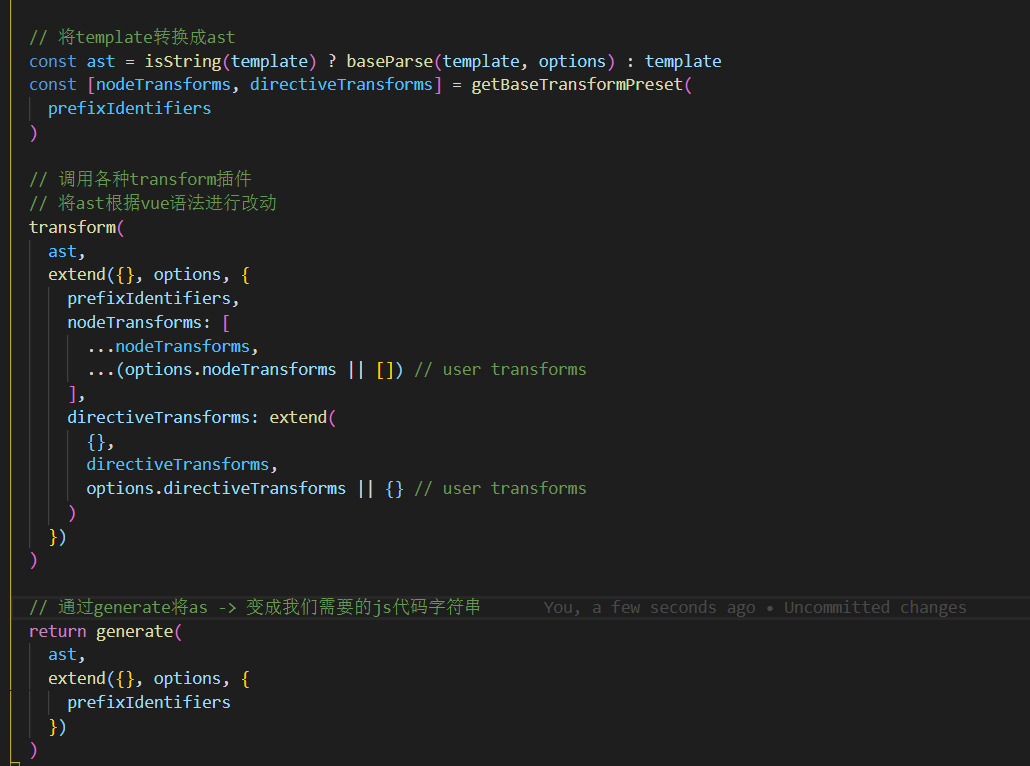 // 将template转换成ast
const ast = isString(template) ? baseParse(template, options) : template
const [nodeTransforms, directiveTransforms] = getBaseTransformPreset(
prefixIdentifiers
)
// 调用各种transform插件
// 将ast根据vue语法进行改动
transform(
ast,
extend({}, options, {
prefixIdentifiers,
nodeTransforms: [
...nodeTransforms,
...(options.nodeTransforms || []) // user transforms
],
directiveTransforms: extend(
{},
directiveTransforms,
options.directiveTransforms || {} // user transforms
)
})
)
// 通过generate将as -> 变成我们需要的js代码字符串 You, a few seconds ago • Uncommitted changes
return generate(
ast,
extend({}, options, {
prefixIdentifiers
})
)